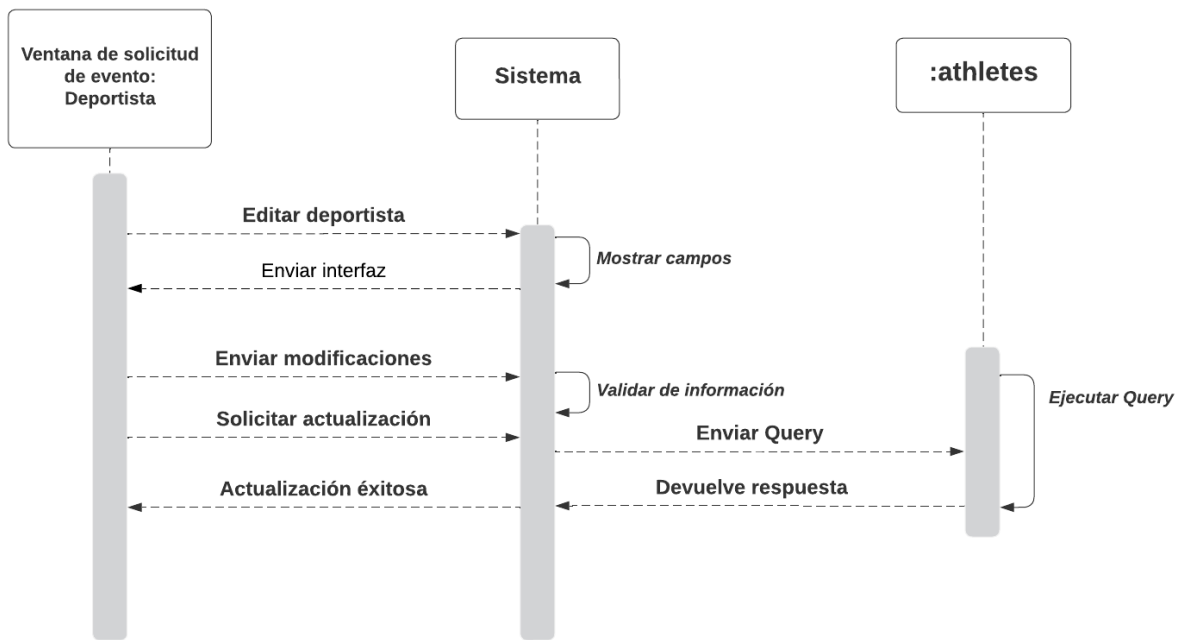 Ventana de solicitud
de evento:
Deportista
Sistema
:athletes
Editar deportista
Mostrar campos
Enviar interfaz
Enviar modificaciones
Validar de información
Ejecutar Query
Solicitar actualización
Enviar Query
Actualización éxitosa
Devuelve respuesta